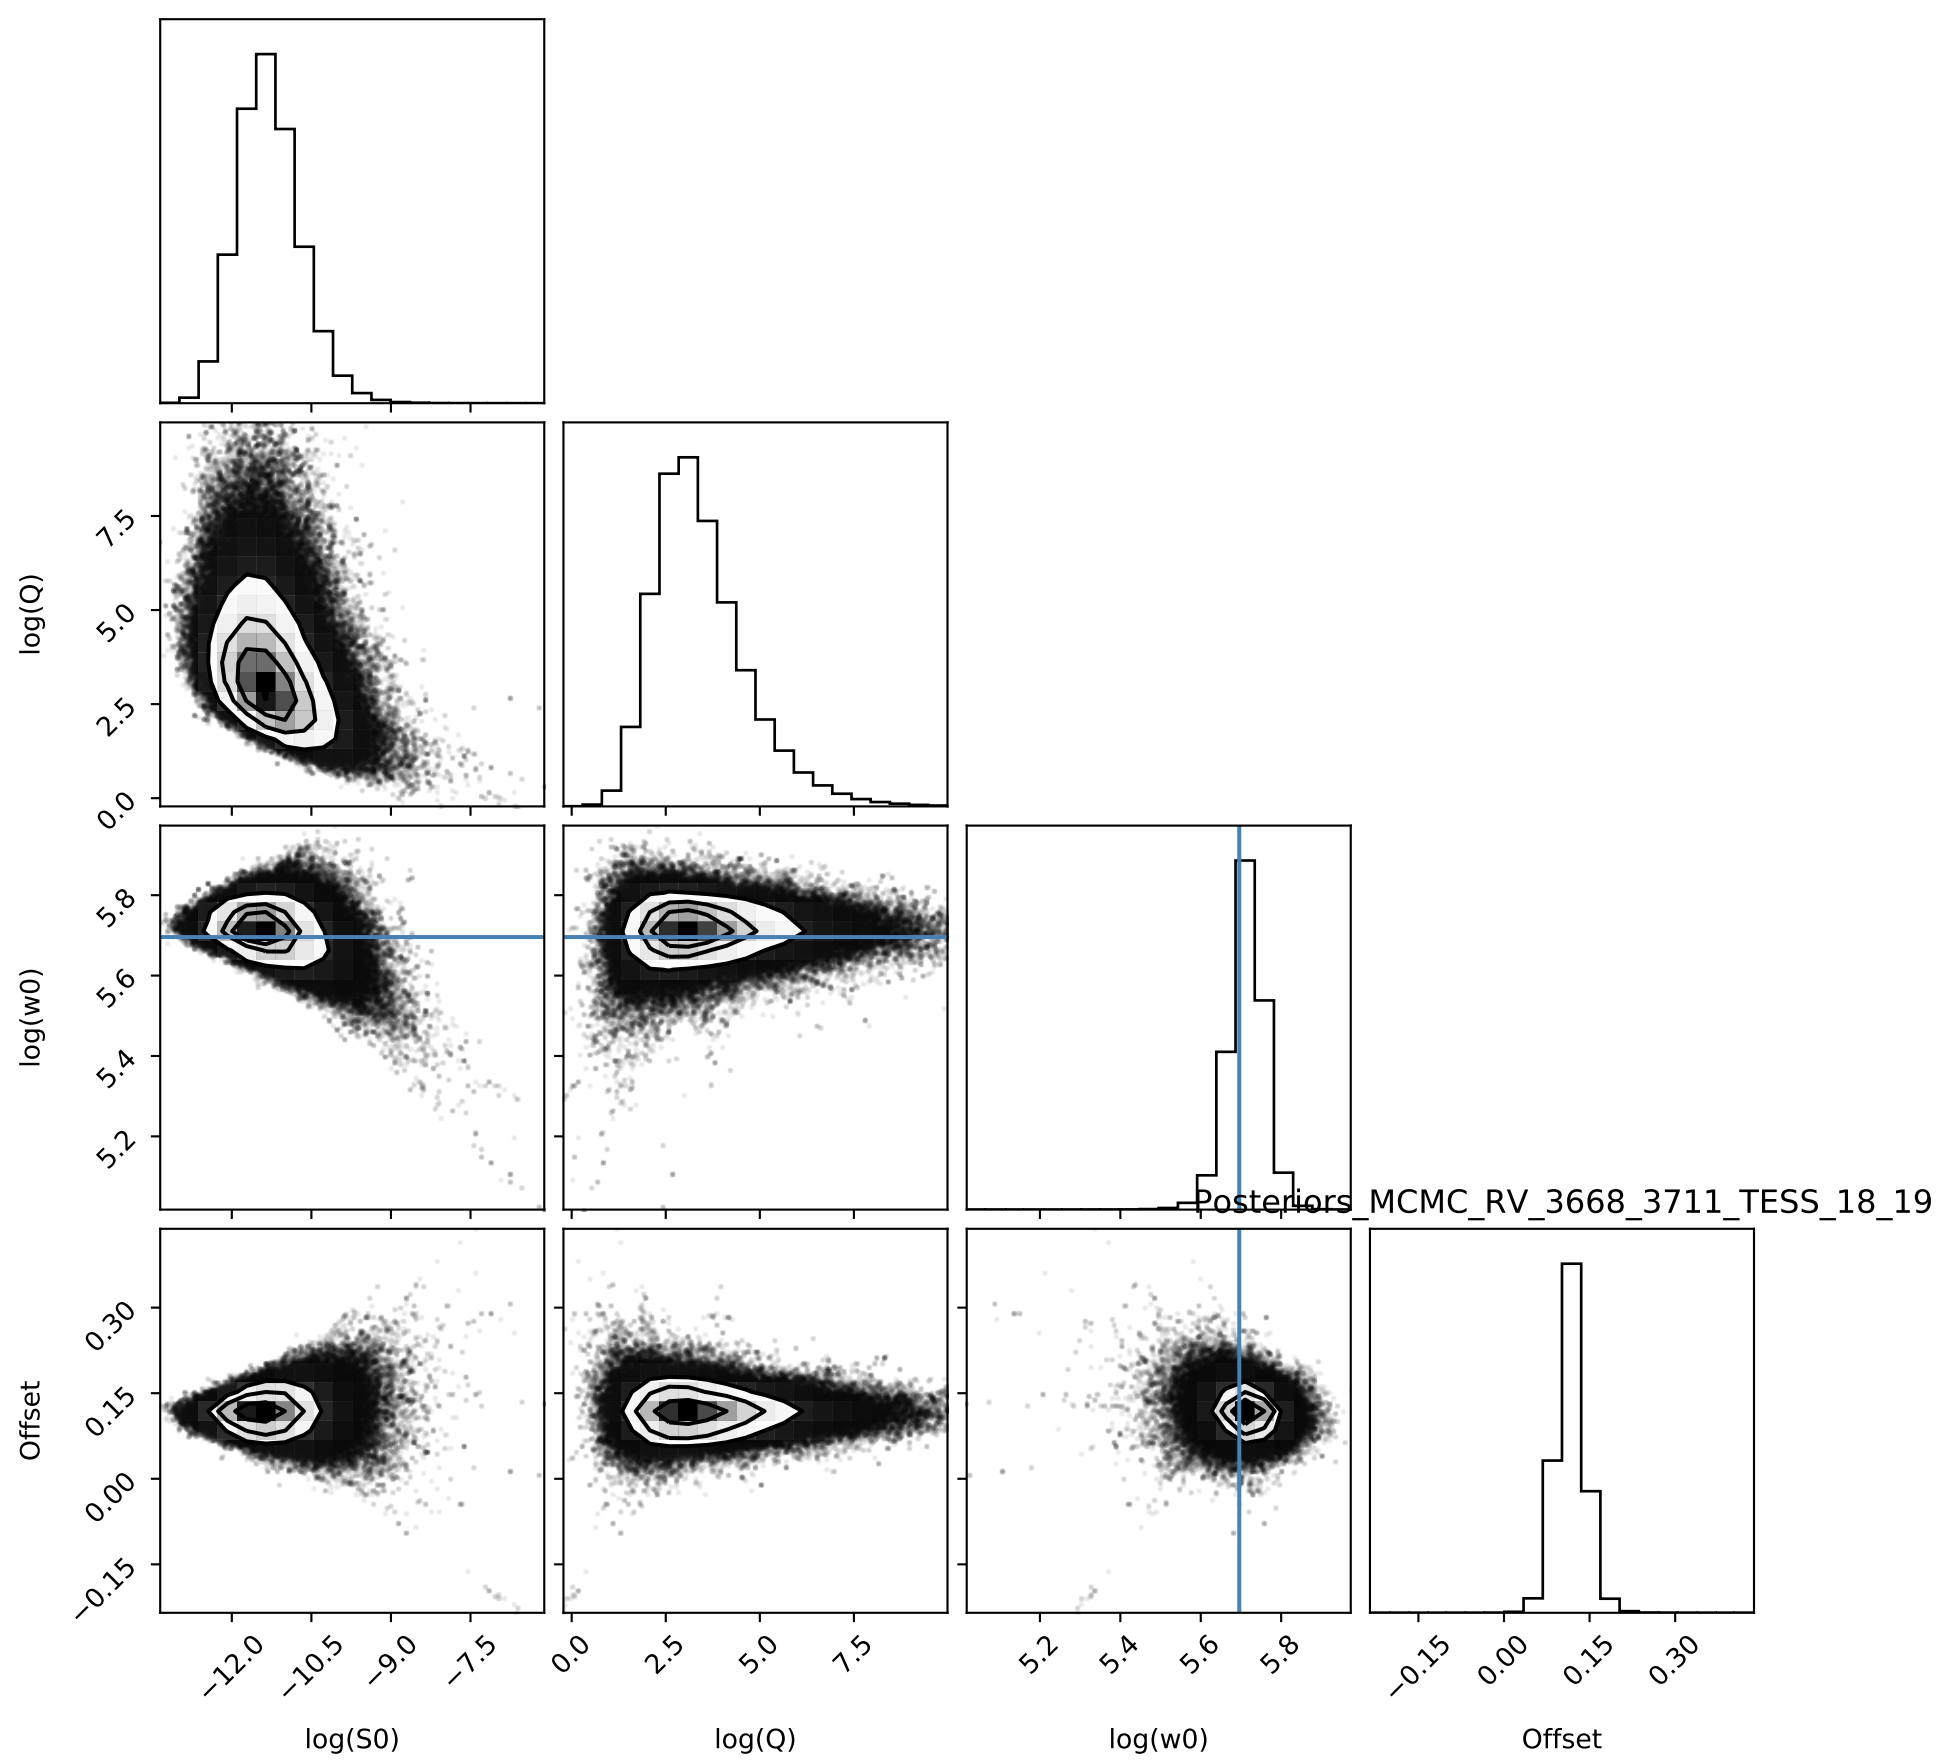 log(Q)
7.5
5.0
2.5
0.0
log(w0)
5.8
5.6
5.4
5.2
Posteriors_MCMC_RV_3668_3711_TESS_18_19
Offset
0.30
0.15
0.00
−0.15
−12.0 −10.5 −9.0 −7.5
0.0 2.5 5.0 7.5
5.2 5.4 5.6 5.8
−0.15 0.00 0.15 0.30
log(S0)
log(Q)
log(w0)
Offset